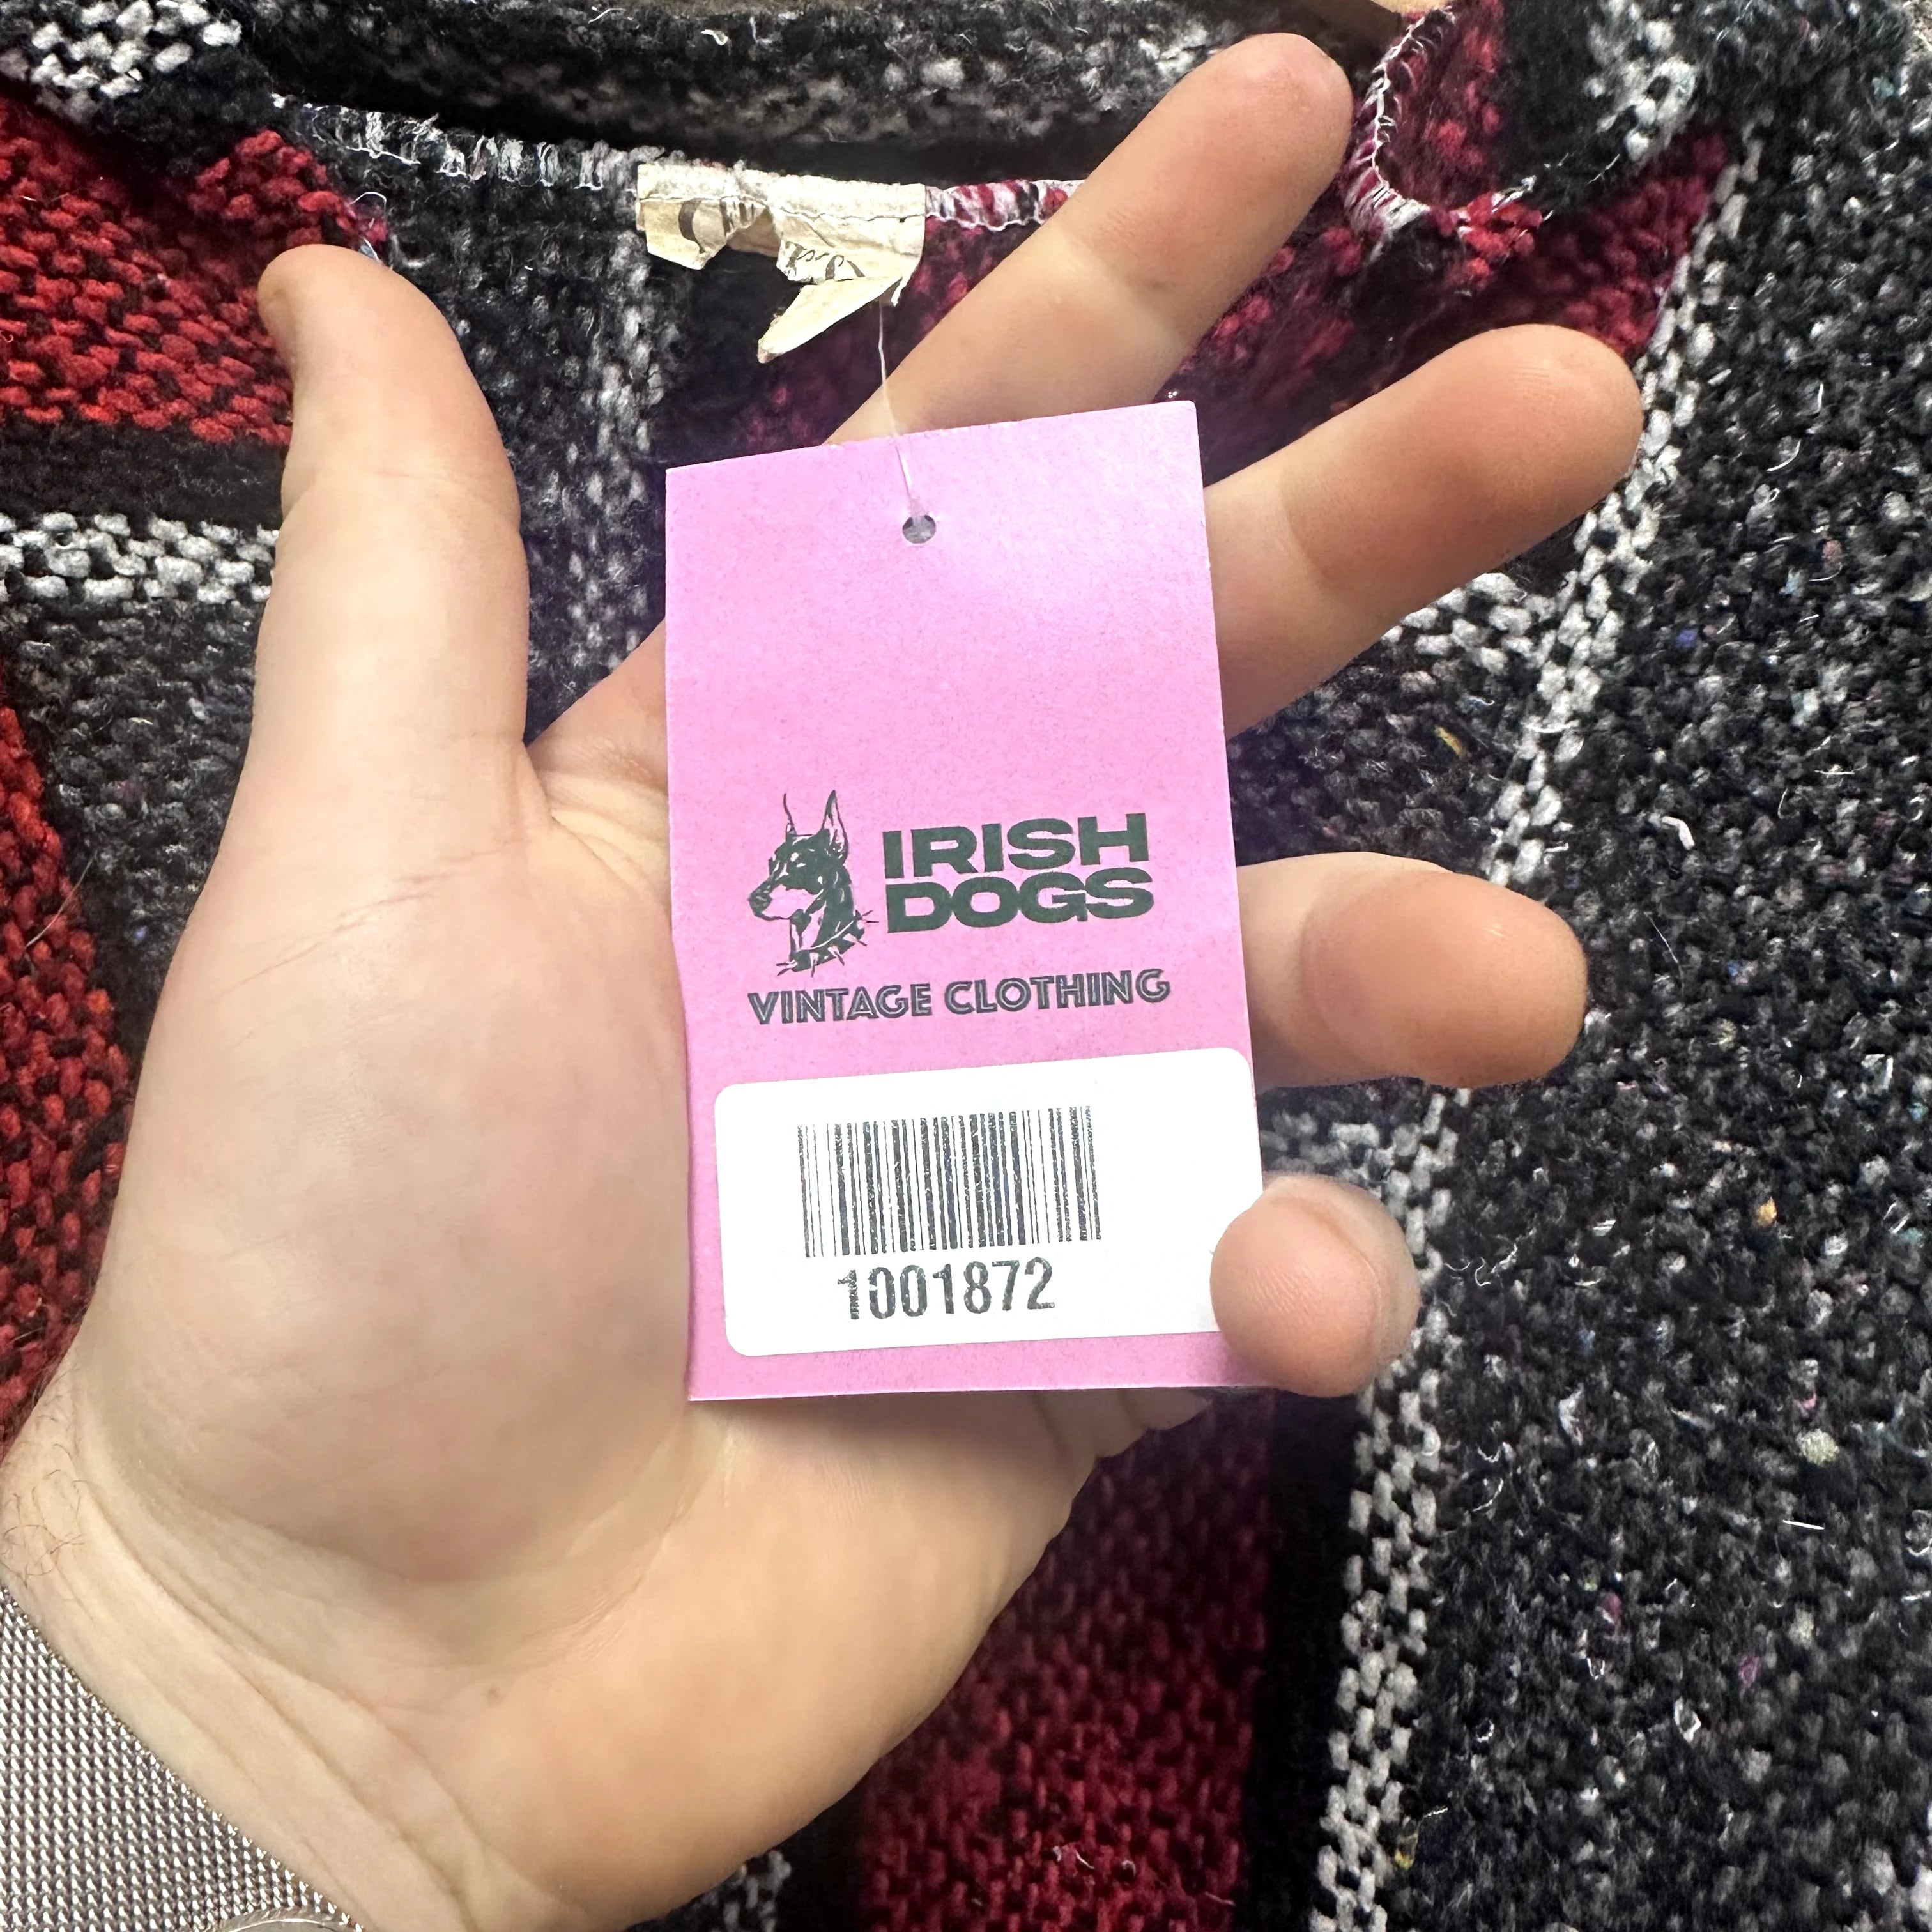 IRISH
DOGS
VINTAGE CLOTHING
1001872